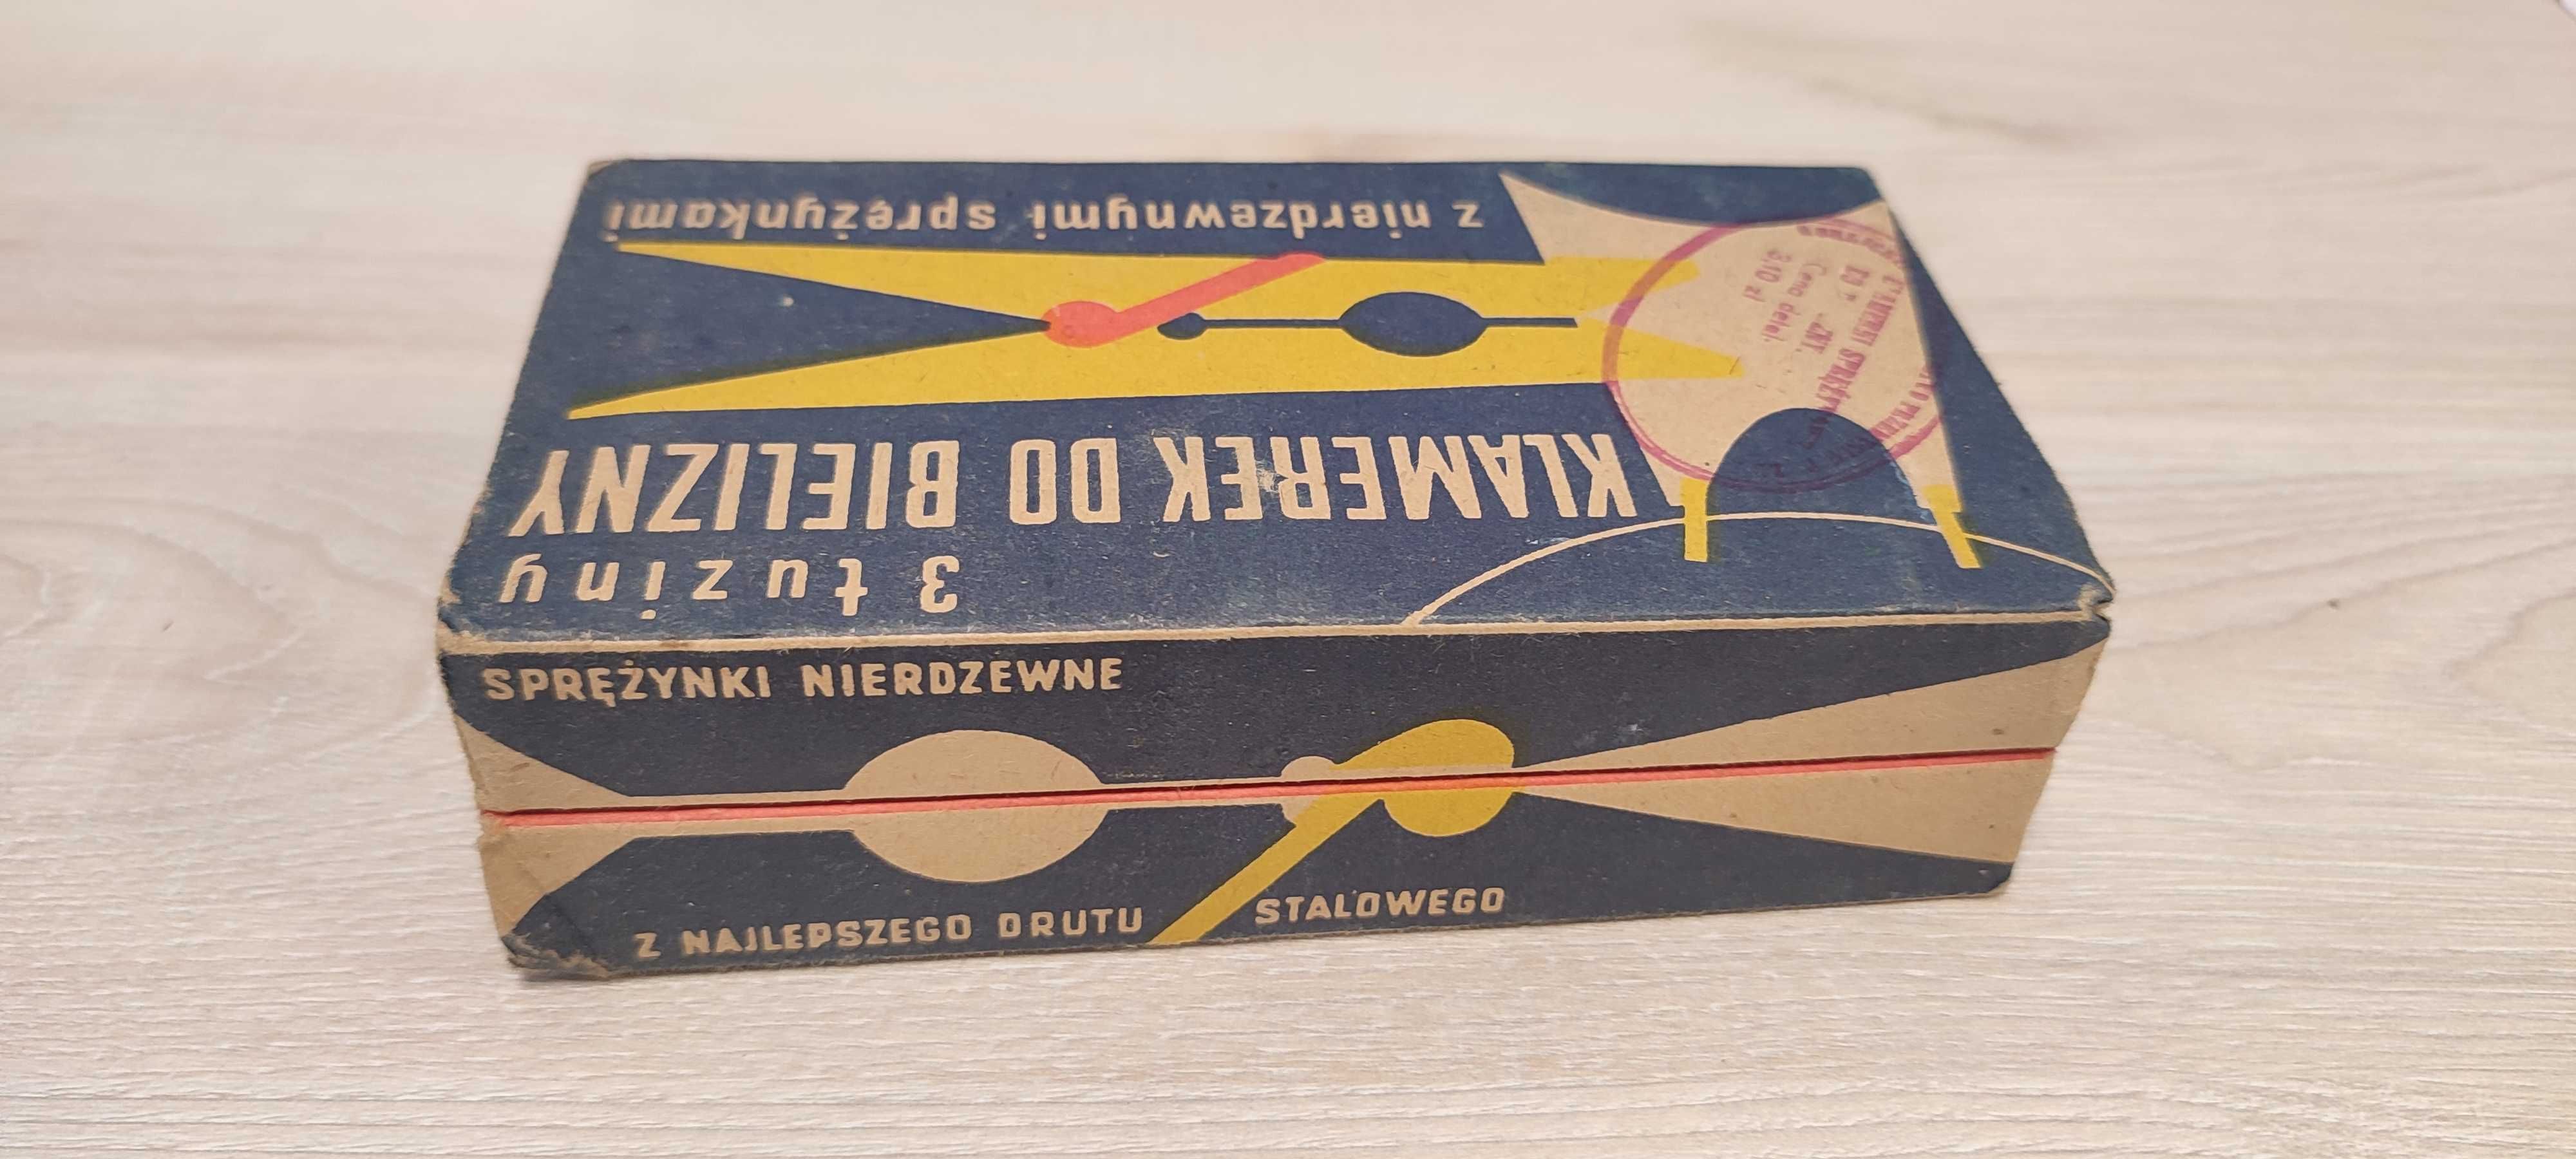 3 tuziny
KLAMEREK DO BIELIZNY
z nierdzewnymi sprężynkami
Cena detal.
SPRĘŻYNKI NIERDZEWNE
Z NAJLEPSZEGO DRUTU STALOWEGO